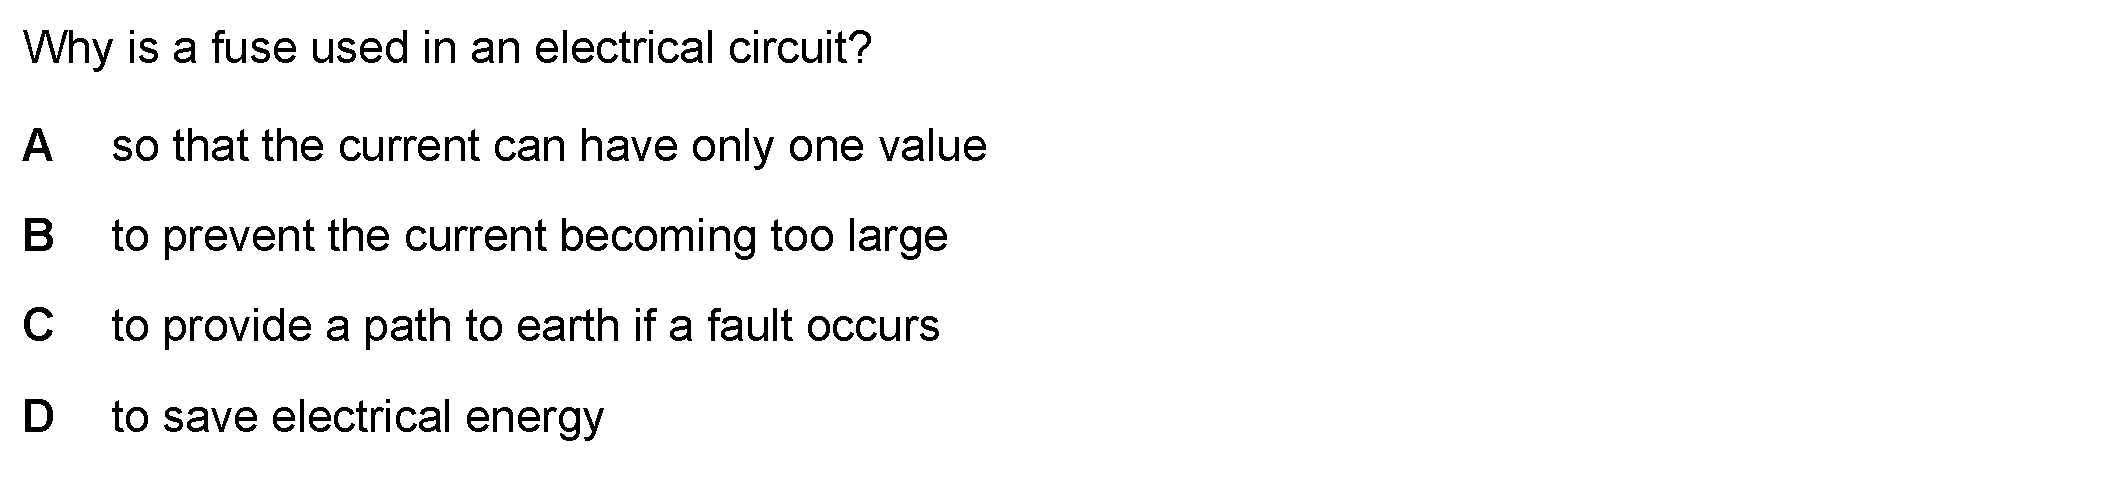 Why is a fuse used in an electrical circuit?
A so that the current can have only one value
B to prevent the current becoming too large
C to provide a path to earth if a fault occurs
D to save electrical energy